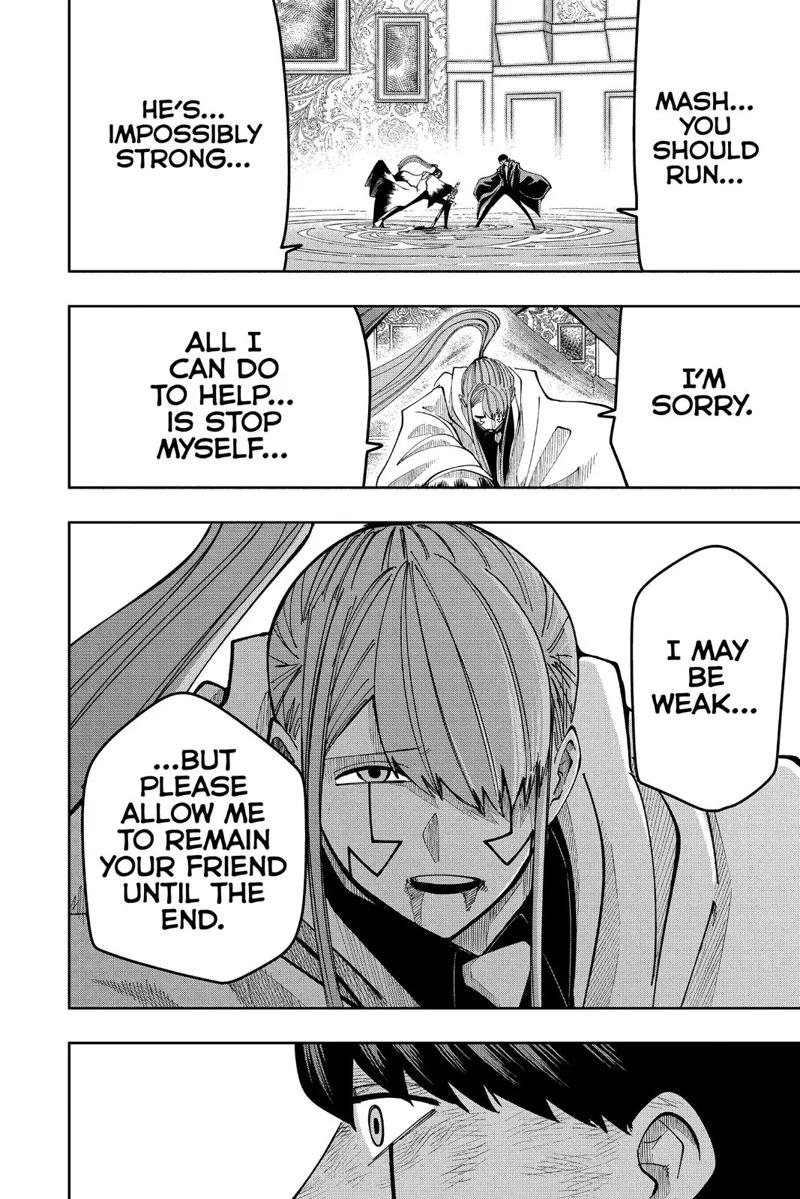 MASH...
YOU
SHOULD
RUN...
HE'S...
IMPOSSIBLY
STRONG...
I'M
SORRY.
ALL I
CAN DO
TO HELP...
IS STOP
MYSELF...
I MAY
BE
WEAK...
...BUT
PLEASE
ALLOW ME
TO REMAIN
YOUR FRIEND
UNTIL THE
END.